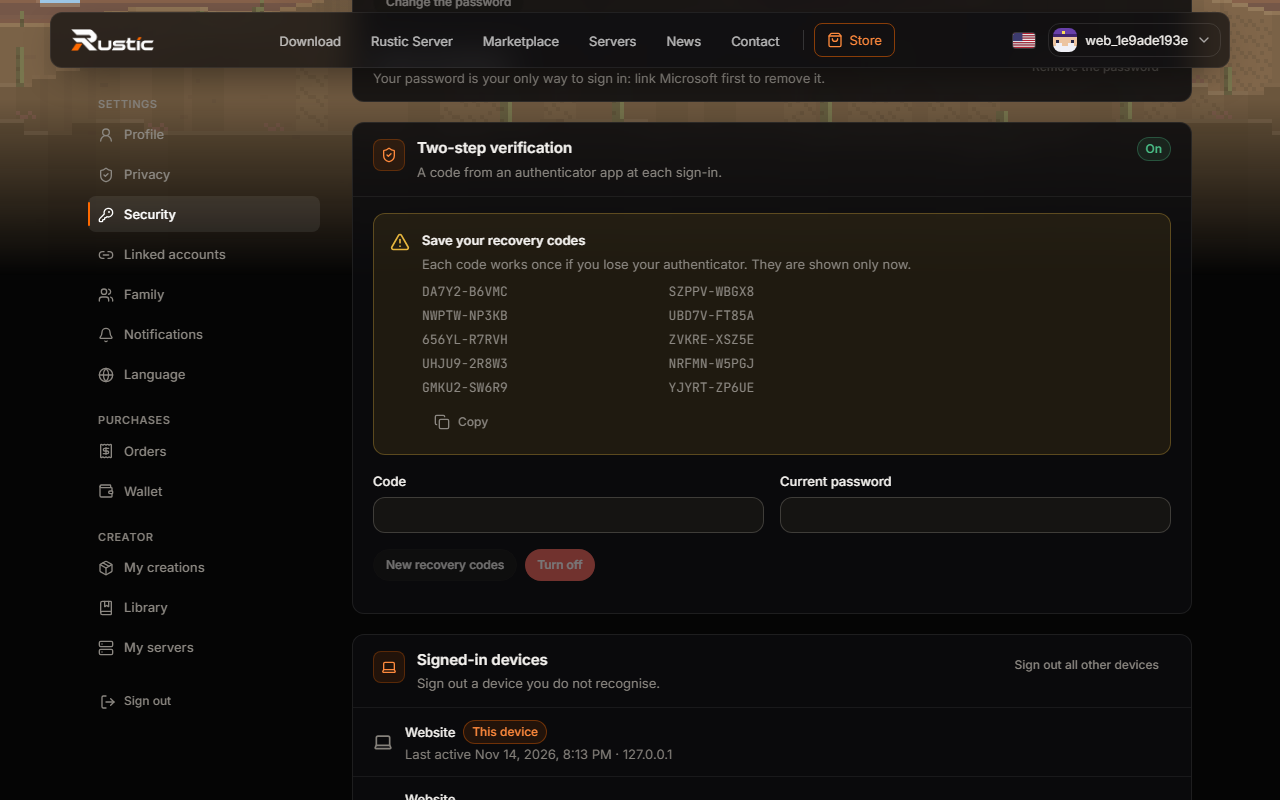 Change the password
Rustic
Download
Rustic Server
Marketplace
Servers
News
Contact
Store
web_1e9ade193e
Your password is your only way to sign in: link Microsoft first to remove it.
Remove the password
SETTINGS
Profile
Privacy
Security
Linked accounts
Family
Notifications
Language
PURCHASES
Orders
Wallet
CREATOR
My creations
Library
My servers
Sign out
Two-step verification
On
A code from an authenticator app at each sign-in.
Save your recovery codes
Each code works once if you lose your authenticator. They are shown only now.
DA7Y2-B6VMC SZPPV-WBGX8
NWPTW-NP3KB UBD7V-FT85A
656YL-R7RVH ZVKRE-XSZ5E
UHJU9-2R8W3 NRFMN-W5PGJ
GMKU2-SW6R9 YJYRT-ZP6UE
Copy
Code
Current password
New recovery codes
Turn off
Signed-in devices
Sign out all other devices
Sign out a device you do not recognise.
Website This device
Last active Nov 14, 2026, 8:13 PM · 127.0.0.1
Website